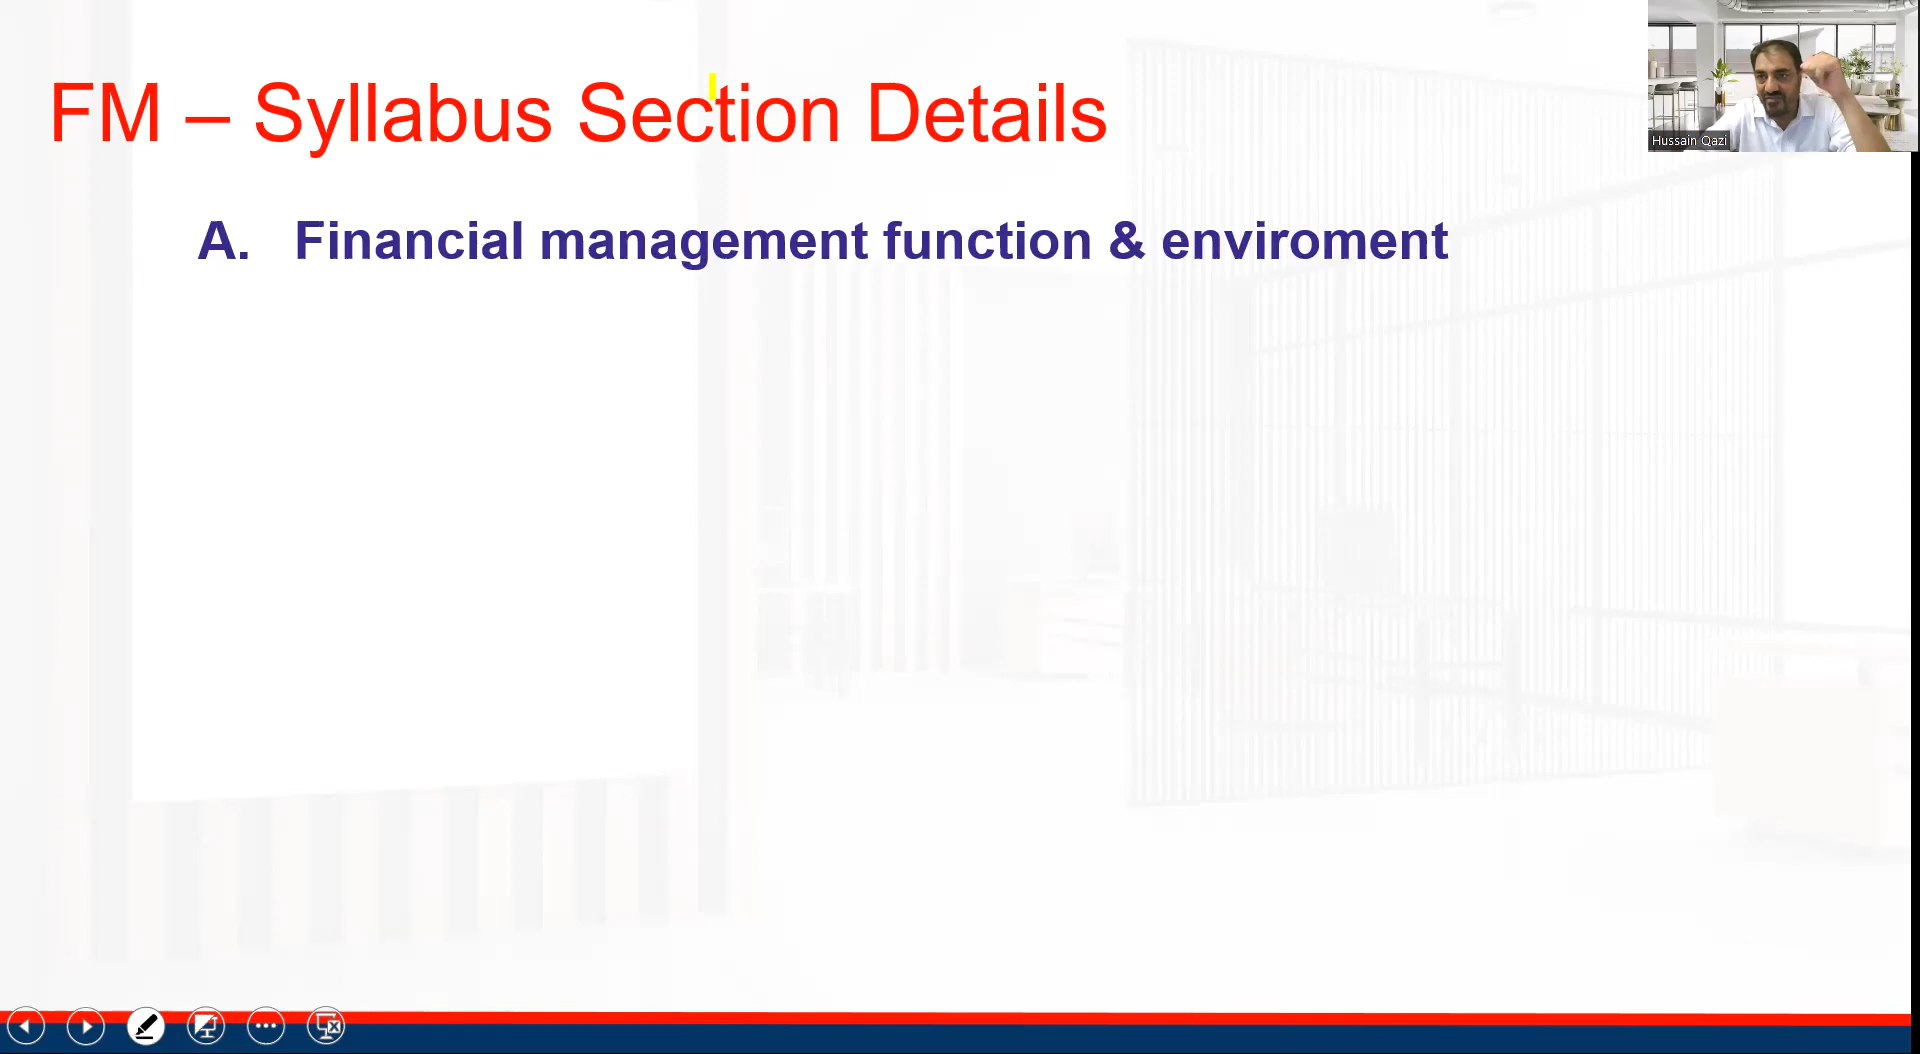 FM – Syllabus Section Details
Hussain Qazi
A. Financial management function & enviroment